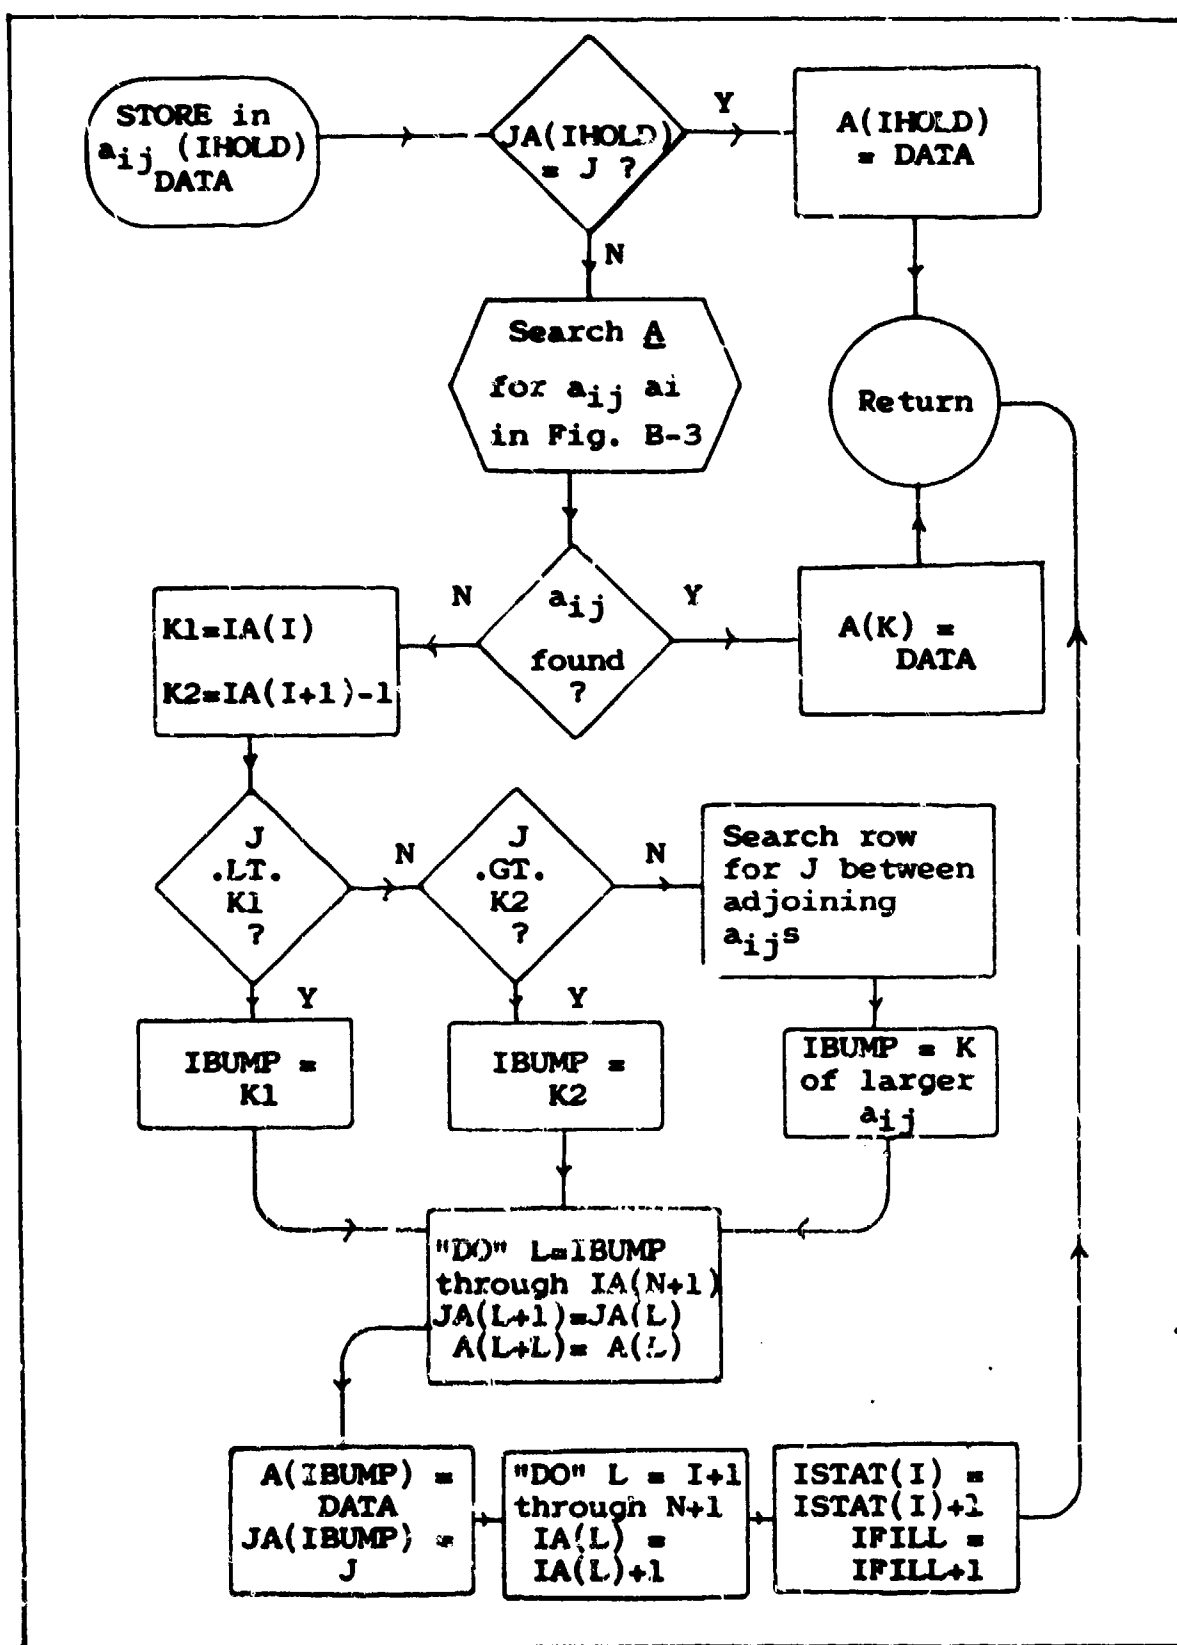 STORE in
aij (IHOLD)
DATA
JA(IHOLD)
= J ?
Y
A(IHOLD)
= DATA
N
Search A
for aij ai
in Fig. B-3
Return
aij
found
?
N
Y
A(K) =
DATA
K1=IA(I)
K2=IA(I+1)-1
J
.LT.
K1
?
N
J
.GT.
K2
?
N
Search row
for J between
adjoining
aijs
Y
Y
IBUMP =
K1
IBUMP =
K2
IBUMP = K
of larger
aij
"DO" L=IBUMP
through IA(N+1)
JA(L+1)=JA(L)
A(L+L)= A(L)
A(IBUMP) =
DATA
JA(IBUMP) =
J
"DO" L = I+1
through N+1
IA(L) =
IA(L)+1
ISTAT(I) =
ISTAT(I)+1
IFILL =
IFILL+1